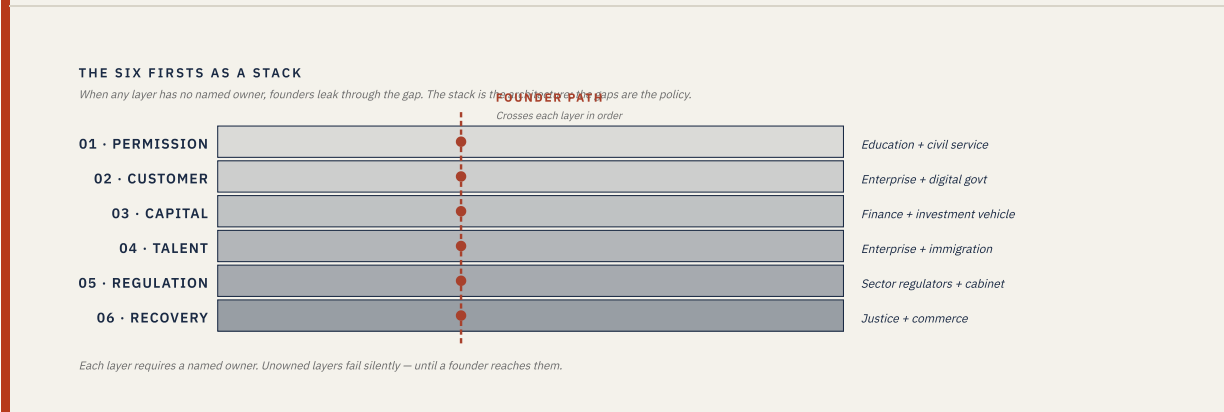 THE SIX FIRSTS AS A STACK
When any layer has no named owner, founders leak through the gap. The stack is the architecture; the gaps are the policy.
FOUNDER PATH
Crosses each layer in order
01 · PERMISSION
Education + civil service
02 · CUSTOMER
Enterprise + digital govt
03 · CAPITAL
Finance + investment vehicle
04 · TALENT
Enterprise + immigration
05 · REGULATION
Sector regulators + cabinet
06 · RECOVERY
Justice + commerce
Each layer requires a named owner. Unowned layers fail silently — until a founder reaches them.